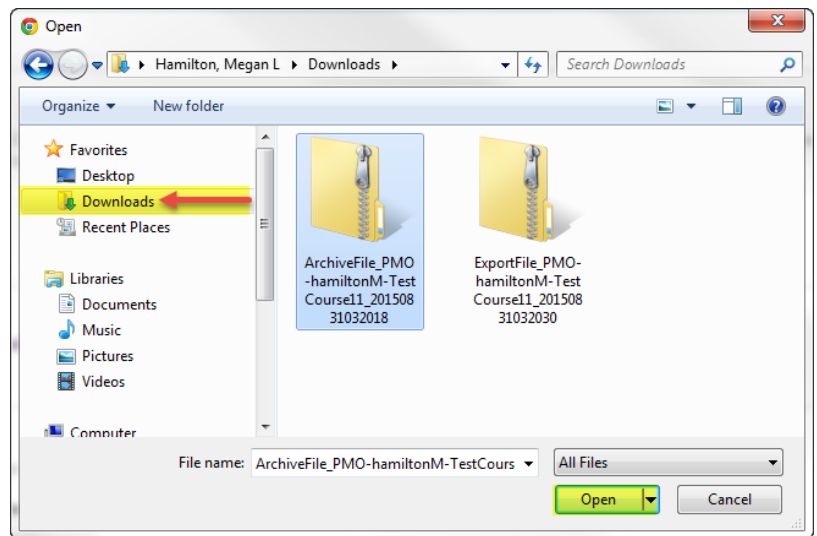 Open
Hamilton, Megan L Downloads
Search Downloads
Organize New folder
Favorites
Desktop
Downloads
Recent Places
Libraries
Documents
Music
Pictures
Videos
Computer
ArchiveFile_PMO
-hamiltonM-Test
Course11_201508
31032018
ExportFile_PMO-
hamiltonM-Test
Course11_201508
31032030
File name: ArchiveFile_PMO-hamiltonM-TestCours All Files
Open Cancel